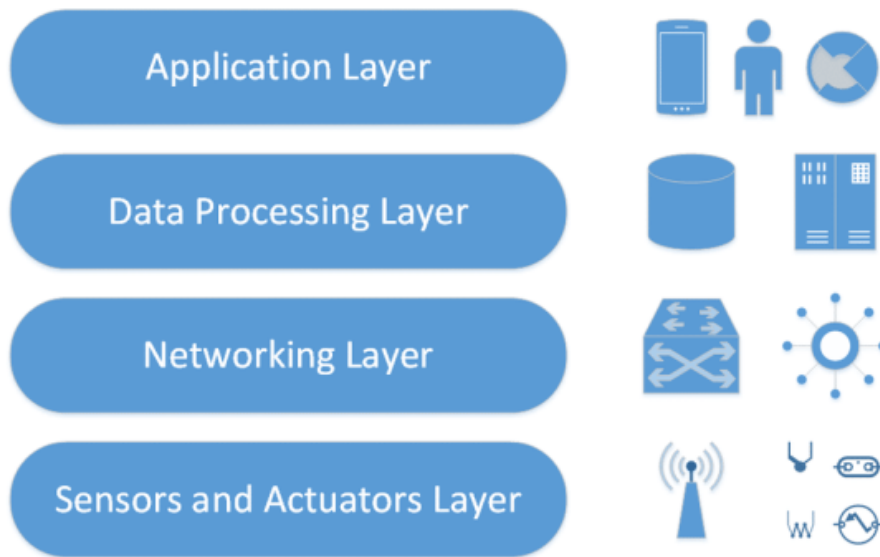 Application Layer
Data Processing Layer
Networking Layer
Sensors and Actuators Layer